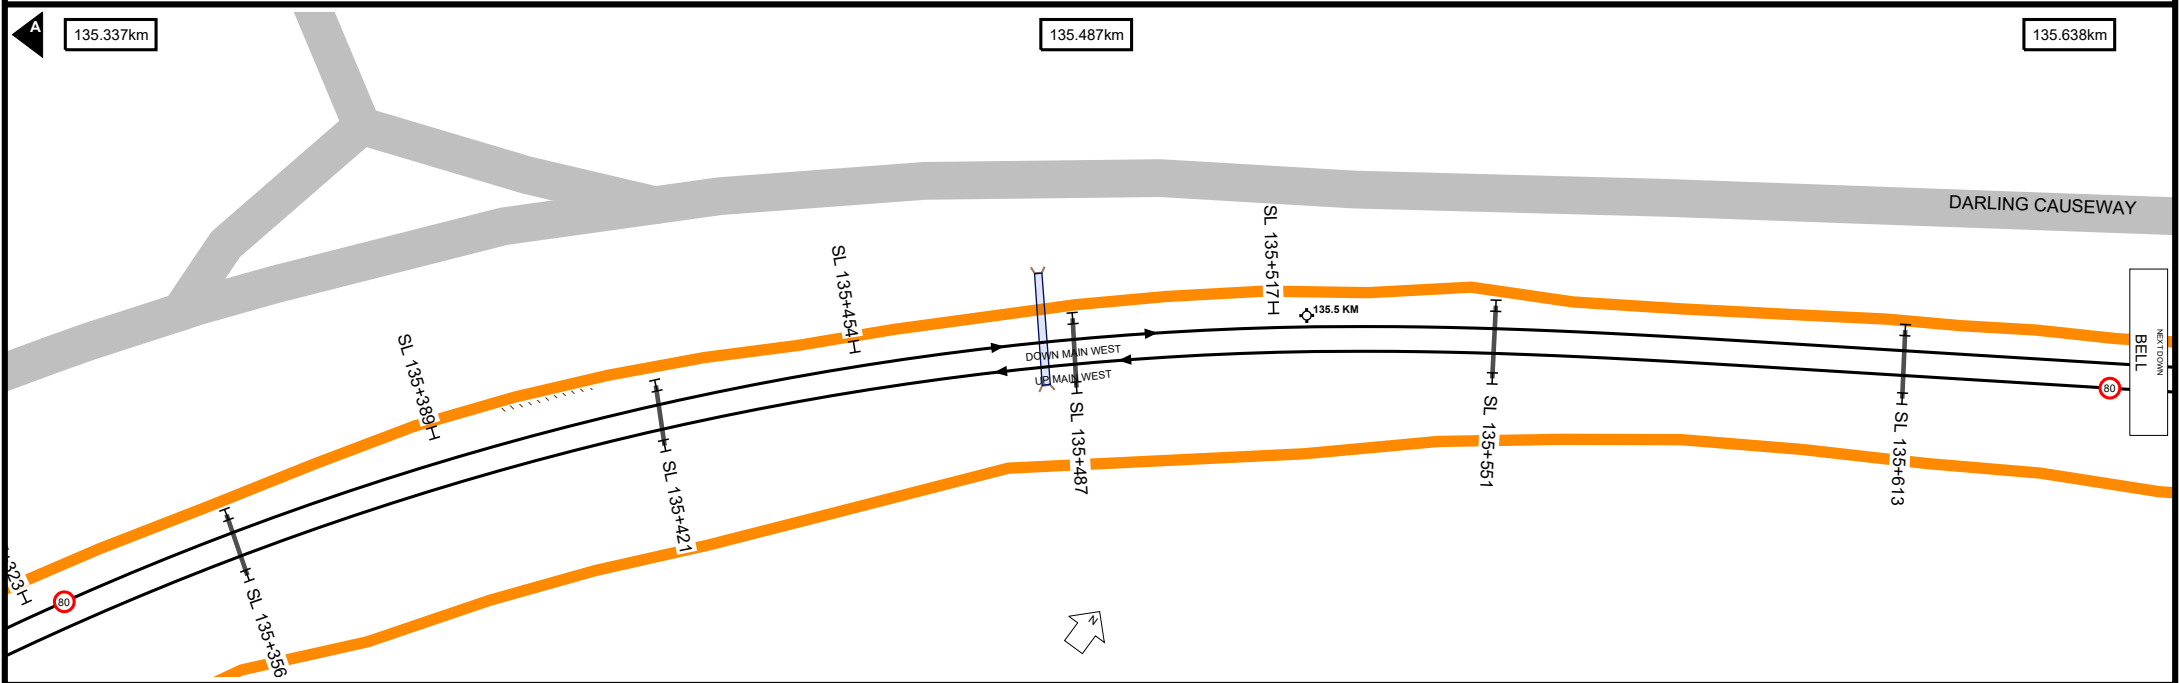 A
135.337km
135.487km
135.638km
DARLING CAUSEWAY
SL 135+517
SL 135+454
135.5 KM
SL 135+389
DOWN MAIN WEST
UP MAIN WEST
NEXT DOWN
BELL
80
SL 135+487
SL 135+551
SL 135+613
SL 135+421
323
80
SL 135+356
N